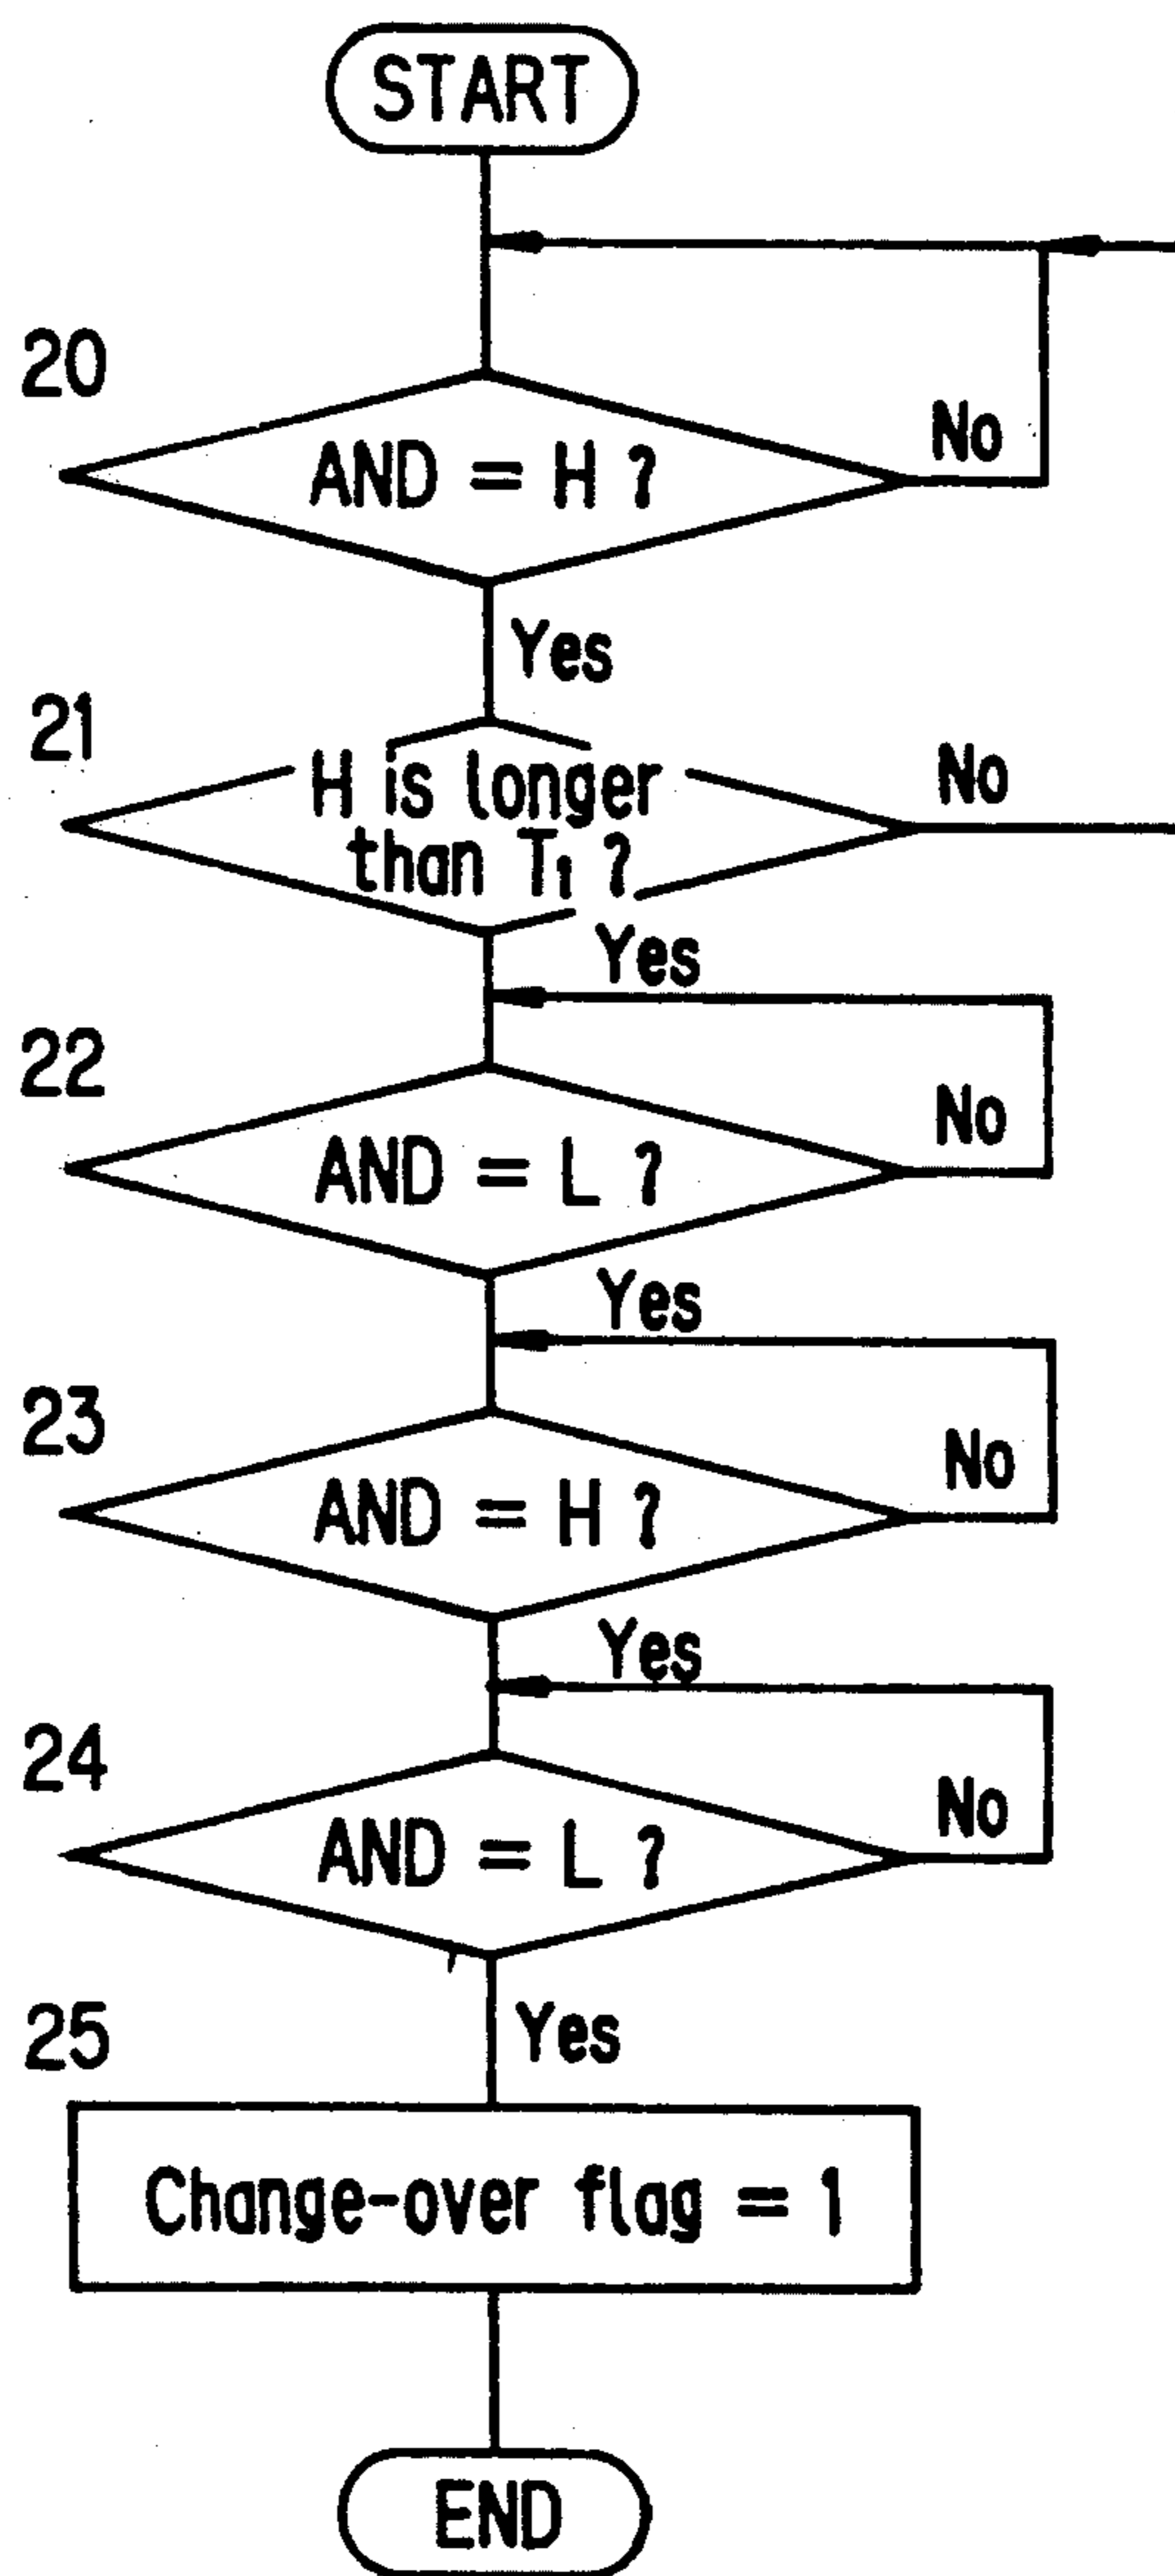 START
20
AND = H ?
No
Yes
21
H is longer
than T₁ ?
No
Yes
22
AND = L ?
No
Yes
23
AND = H ?
No
Yes
24
AND = L ?
No
Yes
25
Change-over flag = 1
END